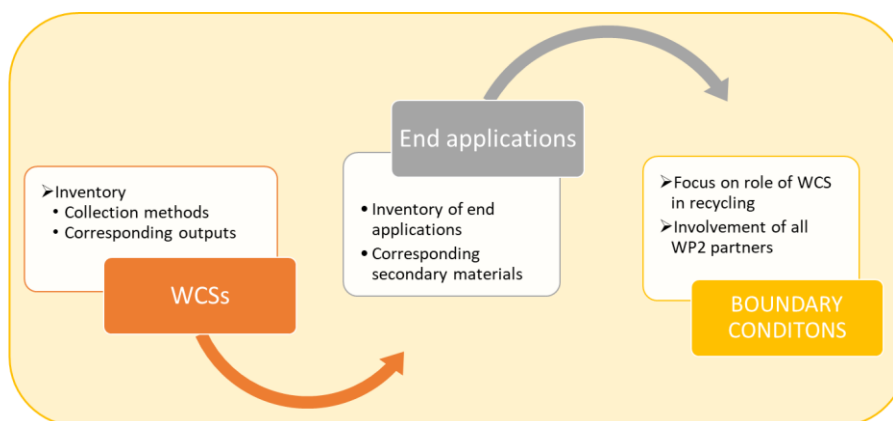 ➢Inventory
• Collection methods
• Corresponding outputs
WCSs
End applications
• Inventory of end
applications
• Corresponding
secondary materials
➢Focus on role of WCS
in recycling
➢Involvement of all
WP2 partners
BOUNDARY
CONDITONS